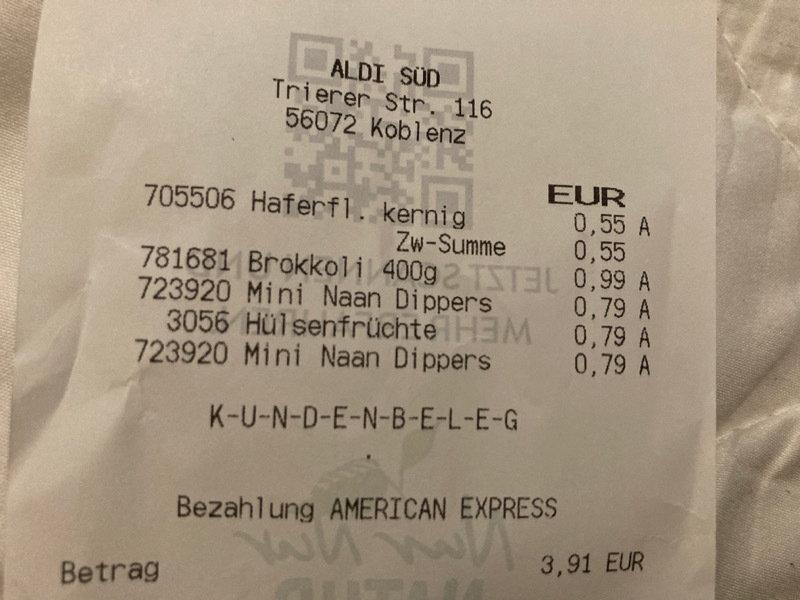 ALDI SÜD
Trierer Str. 116
56072 Koblenz
EUR
705506 Haferfl. kernig 0,55 A
Zw-Summe 0,55
781681 Brokkoli 400g 0,99 A
723920 Mini Naan Dippers 0,79 A
3056 Hülsenfrüchte 0,79 A
723920 Mini Naan Dippers 0,79 A
K-U-N-D-E-N-B-E-L-E-G
Bezahlung AMERICAN EXPRESS
Betrag 3,91 EUR